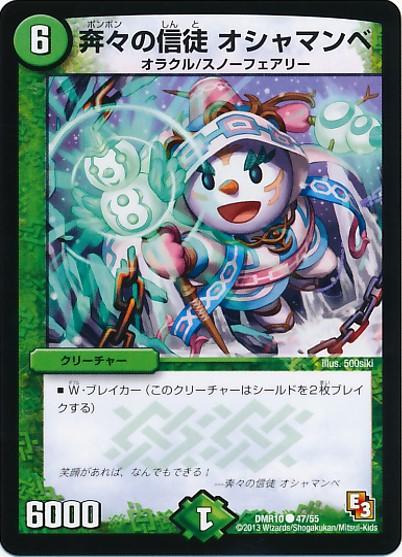 6
ボンボン しんと
奔々の信徒 オシャマンベ
オラクル/スノーフェアリー
クリーチャー
illus. 500siki
■ W・ブレイカー（このクリーチャーはシールドを2枚ブレイ
クする）
笑顔があれば、なんでもできる！
---奔々の信徒 オシャマンベ
6000
1
E3
DMR10 ● 47/55
©2013 Wizards/Shogakukan/Mitsui-Kids